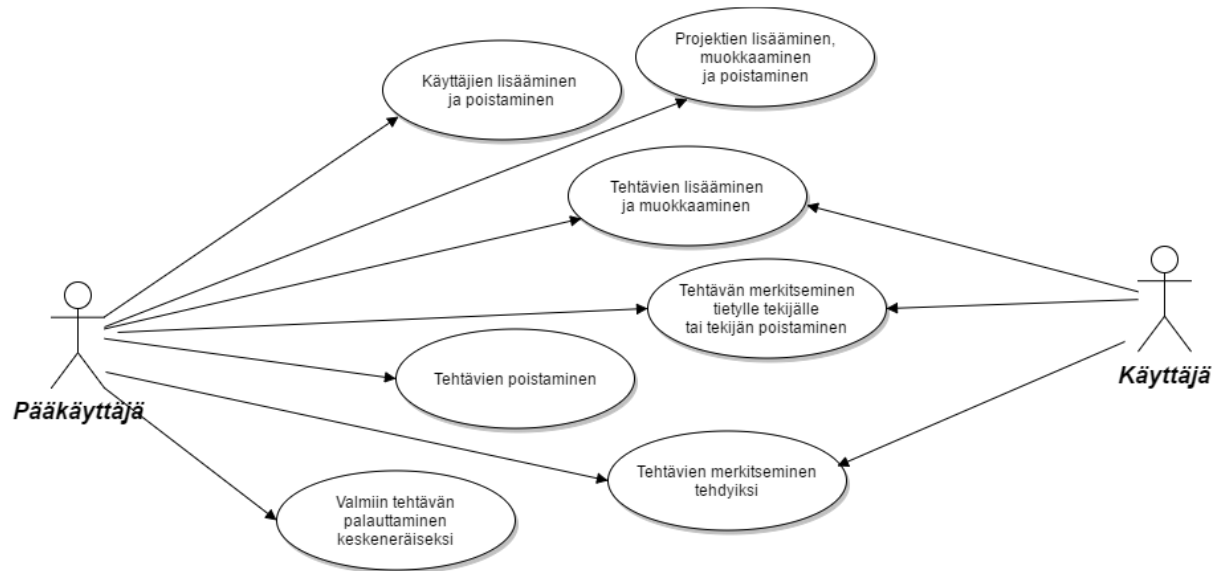 Projektien lisääminen,
muokkaaminen
ja poistaminen
Käyttäjien lisääminen
ja poistaminen
Tehtävien lisääminen
ja muokkaaminen
Tehtävän merkitseminen
tietylle tekijälle
tai tekijän poistaminen
Tehtävien poistaminen
Käyttäjä
Pääkäyttäjä
Tehtävien merkitseminen
tehdyiksi
Valmiin tehtävän
palauttaminen
keskeneräiseksi